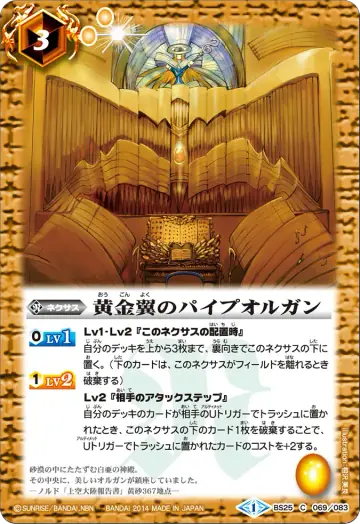 3
ネクサス
おう ごん よく
黄金翼のパイプオルガン
0 LV1
Lv1・Lv2『このネクサスの配置時』
自分のデッキを上から3枚まで、裏向きでこのネクサスの下に
置く。(下のカードは、このネクサスがフィールドを離れるとき
破棄する)
1 LV2
Lv2『相手のアタックステップ』
自分のデッキのカードが相手のUトリガーでトラッシュに置か
れたとき、このネクサスの下のカード1枚を破棄することで、
Uトリガーでトラッシュに置かれたカードのコストを+2する。
砂漠の中にたたずむ白亜の神殿。
その中央に、美しいオルガンが鎮座していました。
―ノルド「上空大陸報告書」黄砂367地点―
©SUNRISE/BANDAI,NBN ©BANDAI 2014 MADE IN JAPAN
1 BS25 C 069/083